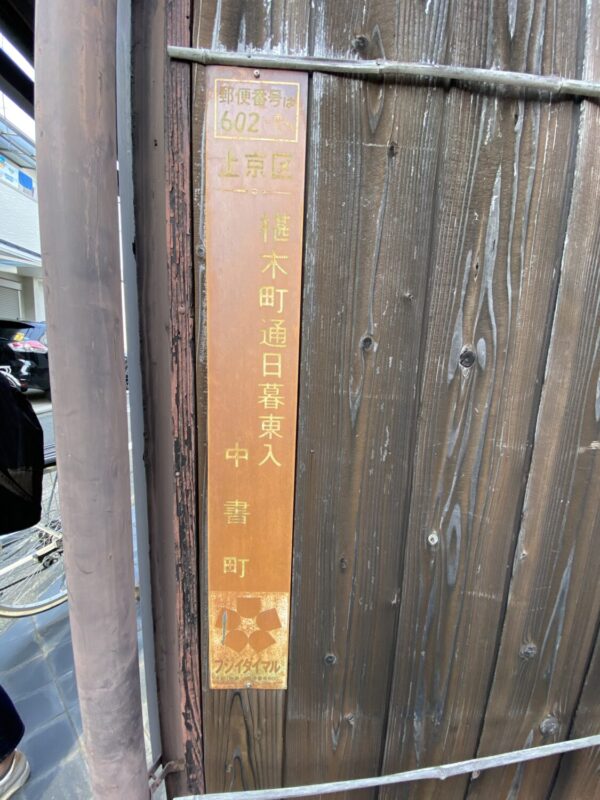 郵便番号は
602
上京区
椹木町通日暮東入
中書町
フジイダイマル